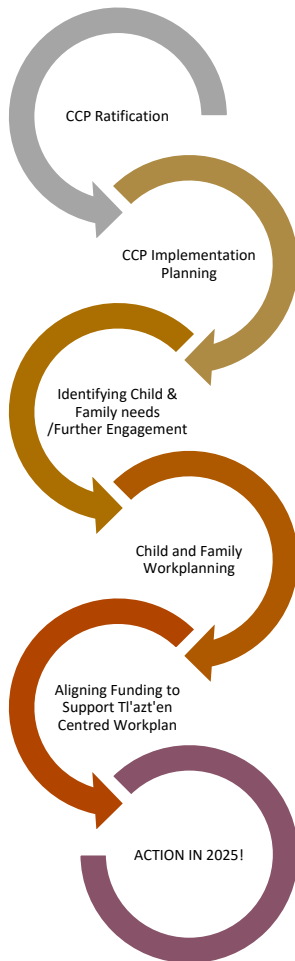 CCP Ratification
CCP Implementation
Planning
Identifying Child &
Family needs
/Further Engagement
Child and Family
Workplanning
Aligning Funding to
Support Tl'azt'en
Centred Workplan
ACTION IN 2025!